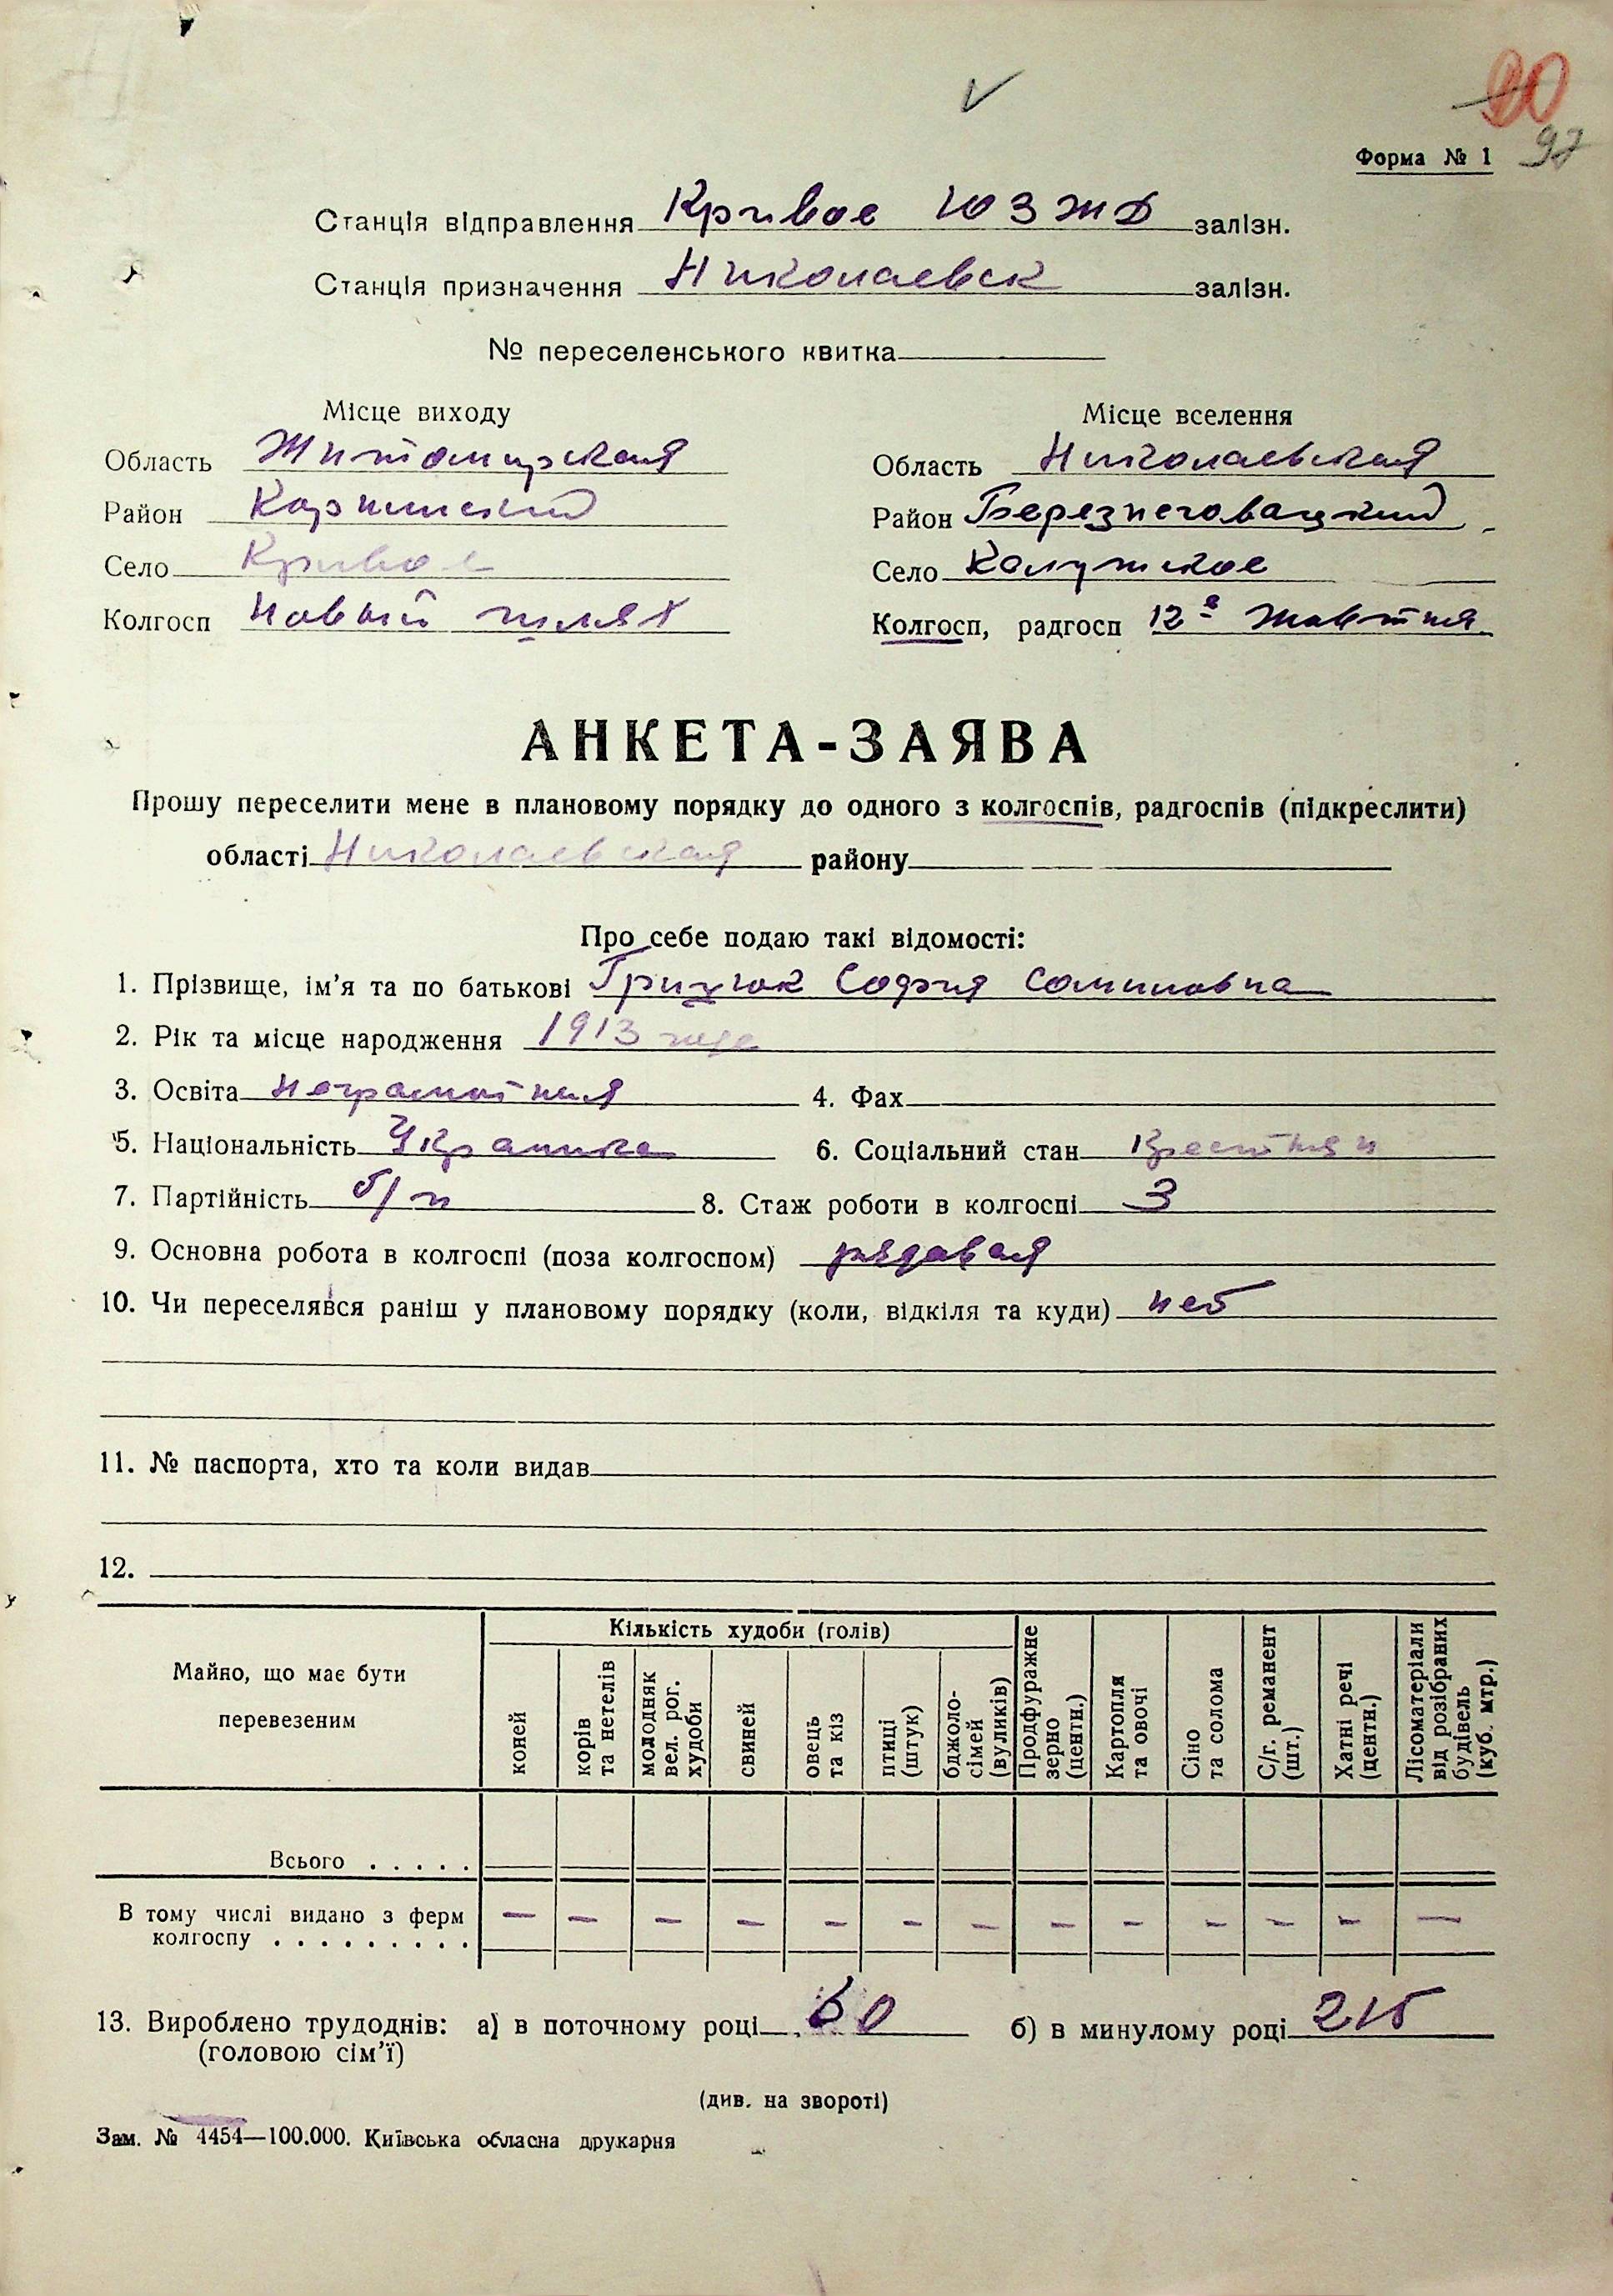 90
97
Форма № 1
Станція відправлення Кривое ЮЗЖД залізн.
Станція призначення Николаевск залізн.
№ переселенського квитка
Місце виходу
Область Житомирская
Район Корнинский
Село Кривое
Колгосп Новый шлях
Місце вселення
Область Николаевская
Район Березнеговацкий
Село Калужское
Колгосп, радгосп 12е Жовтня
АНКЕТА-ЗАЯВА
Прошу переселити мене в плановому порядку до одного з колгоспів, радгоспів (підкреслити)
області Николаевская району
Про себе подаю такі відомості:
1. Прізвище, ім'я та по батькові Грицюк София
2. Рік та місце народження 1913 года
3. Освіта Неграмотная 4. Фах
5. Національність Украинка 6. Соціальний стан Крестьян
7. Партійність б/п 8. Стаж роботи в колгоспі 3
9. Основна робота в колгоспі (поза колгоспом) рядовая
10. Чи переселявся раніш у плановому порядку (коли, відкіля та куди) нет
11. № паспорта, хто та коли видав
12.
Майно, що має бути перевезеним
Кількість худоби (голів)
коней
корів та нетелів
молодняк вел. рог. худоби
свиней
овець та кіз
птиці (штук)
бджоло-сімей (вуликів)
Продфуражне зерно (центн.)
Картопля та овочі
Сіно та солома
С/г. реманент (шт.)
Хатні речі (центн.)
Лісоматеріали від розібраних будівель (куб. мтр.)
Всього . . . . .
В тому числі видано з ферм
колгоспу . . . . . . . . . — — — — — — — — — — — — —
13. Вироблено трудоднів: а) в поточному році 60 б) в минулому році 215
(головою сім'ї)
(див. на звороті)
Зам. № 4454—100.000. Київська обласна друкарня